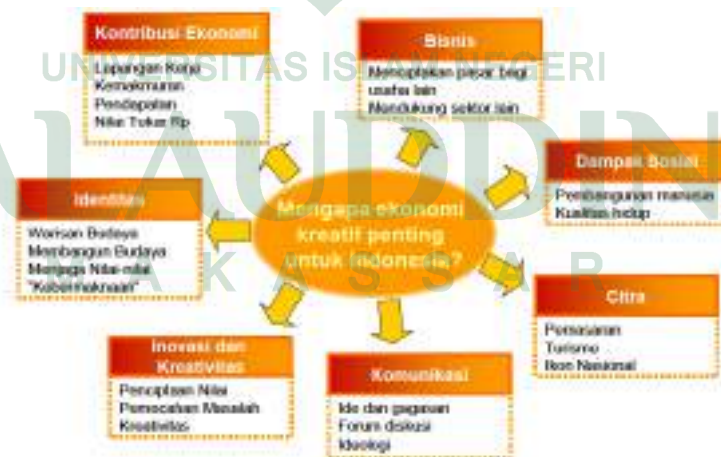 Kontribusi Ekonomi
Lapangan Kerja
Kemakmuran
Pendapatan
Nilai Tukar Rp
Bisnis
Menciptakan pasar bagi
usaha lain
Mendukung sektor lain
Dampak Sosial
Pembangunan manusia
Kualitas hidup
Identitas
Warisan Budaya
Membangun Budaya
Menjaga Nilai-nilai
"Kebermaknaan"
Mengapa ekonomi
kreatif penting
untuk Indonesia?
Citra
Pemasaran
Turisme
Ikon Nasional
Inovasi dan
Kreativitas
Penciptaan Nilai
Pemecahan Masalah
Kreativitas
Komunikasi
Ide dan gagasan
Forum diskusi
Ideologi
UNIVERSITAS ISLAM NEGERI
ALAUDDIN
MAKASSAR